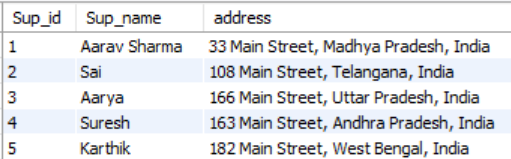 Sup_id Sup_name address
1 Aarav Sharma 33 Main Street, Madhya Pradesh, India
2 Sai 108 Main Street, Telangana, India
3 Aarya 166 Main Street, Uttar Pradesh, India
4 Suresh 163 Main Street, Andhra Pradesh, India
5 Karthik 182 Main Street, West Bengal, India